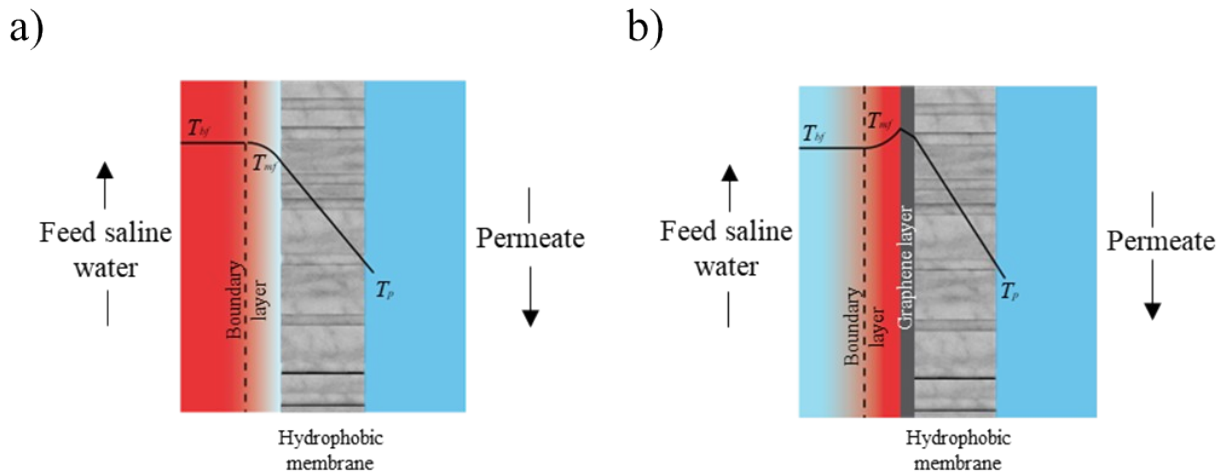 a)
T_bf
T_mf
Feed saline
water
Boundary
layer
T_p
Permeate
Hydrophobic
membrane
b)
T_bf
T_mf
Feed saline
water
Boundary
layer
Graphene layer
T_p
Permeate
Hydrophobic
membrane